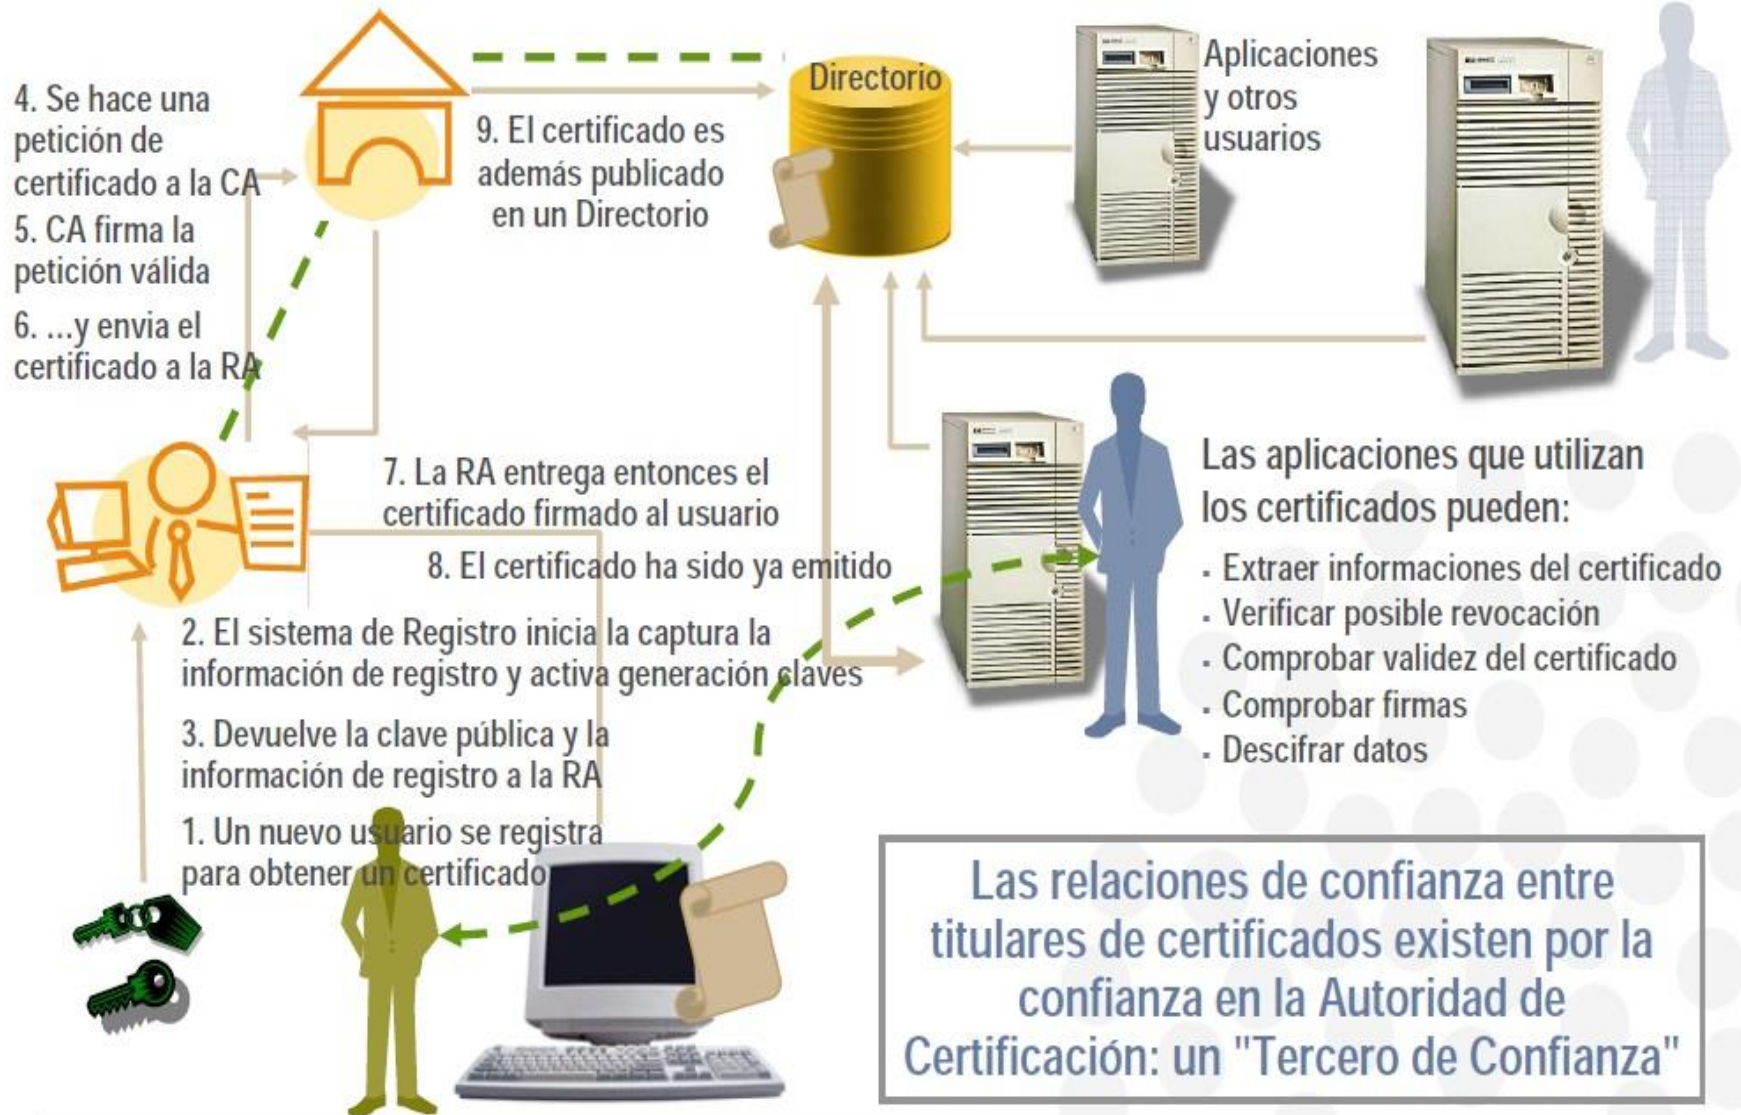 4. Se hace una
petición de
certificado a la CA
5. CA firma la
petición válida
6. ...y envia el
certificado a la RA
9. El certificado es
además publicado
en un Directorio
Directorio
Aplicaciones
y otros
usuarios
7. La RA entrega entonces el
certificado firmado al usuario
8. El certificado ha sido ya emitido
2. El sistema de Registro inicia la captura la
información de registro y activa generación claves
3. Devuelve la clave pública y la
información de registro a la RA
1. Un nuevo usuario se registra
para obtener un certificado
Las aplicaciones que utilizan
los certificados pueden:
- Extraer informaciones del certificado
- Verificar posible revocación
- Comprobar validez del certificado
- Comprobar firmas
- Descifrar datos
Las relaciones de confianza entre
titulares de certificados existen por la
confianza en la Autoridad de
Certificación: un "Tercero de Confianza"